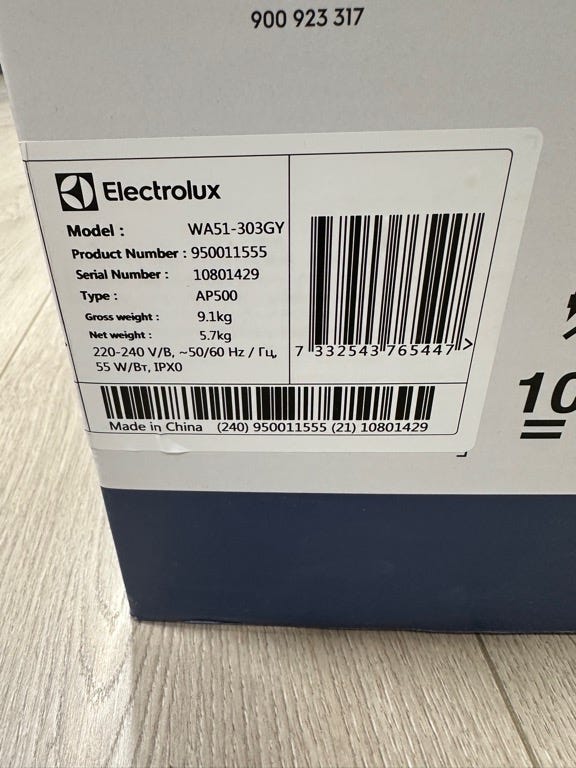 900 923 317
Electrolux
Model : WA51-303GY
Product Number : 950011555
Serial Number : 10801429
Type : AP500
Gross weight : 9.1kg
Net weight : 5.7kg
220-240 V/В, ~50/60 Hz / Гц,
55 W/Вт, IPX0
7 332543 765447 >
Made in China (240) 950011555 (21) 10801429
10